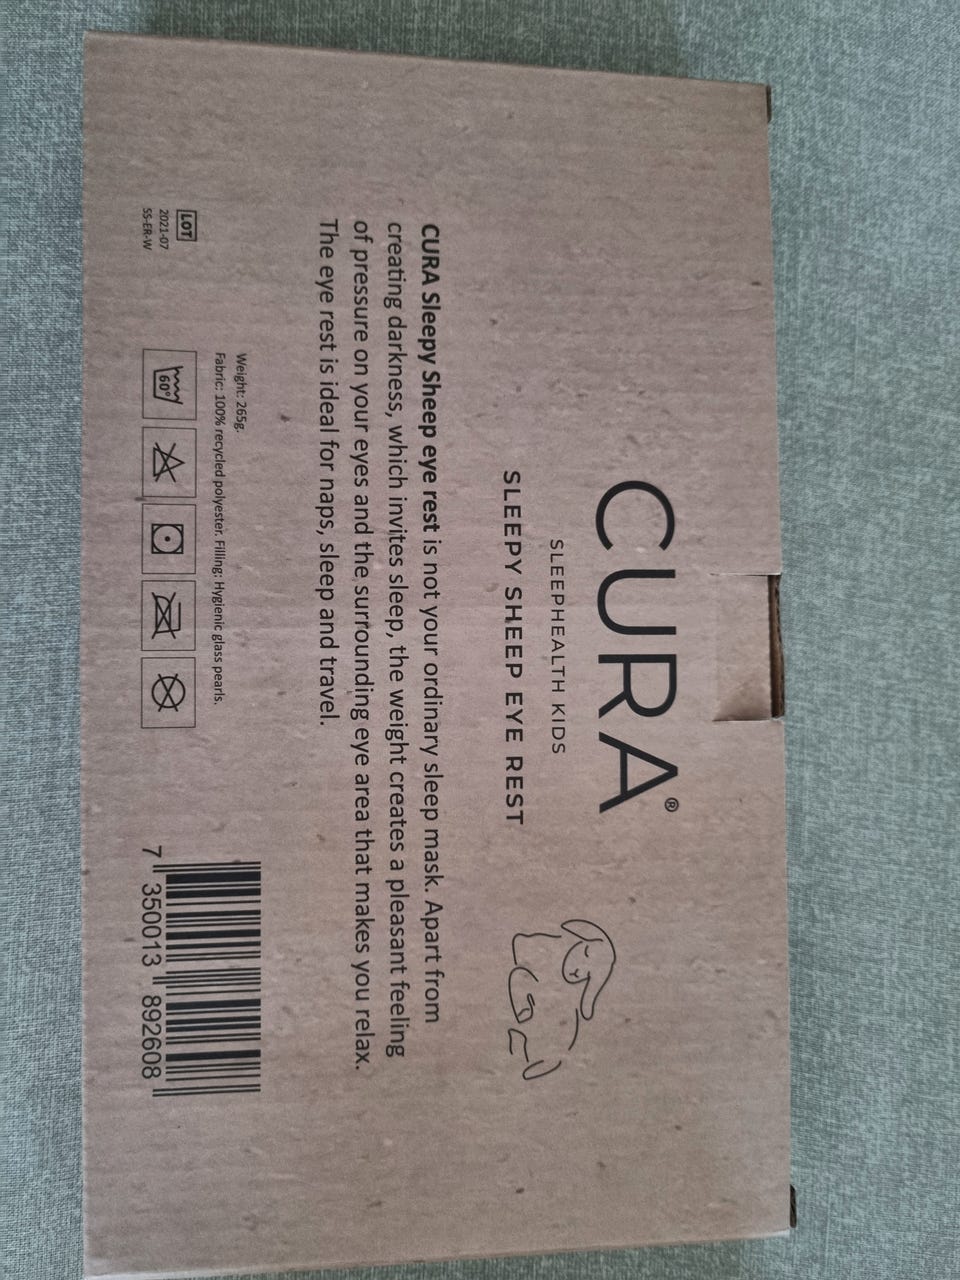 CURA®
SLEEPHEALTH KIDS
SLEEPY SHEEP EYE REST
CURA Sleepy Sheep eye rest is not your ordinary sleep mask. Apart from
creating darkness, which invites sleep, the weight creates a pleasant feeling
of pressure on your eyes and the surrounding eye area that makes you relax.
The eye rest is ideal for naps, sleep and travel.
Weight: 265g.
Fabric: 100% recycled polyester. Filling: Hygienic glass pearls.
LOT
2021-07
SS-ER-W
60°
7 350013 892608